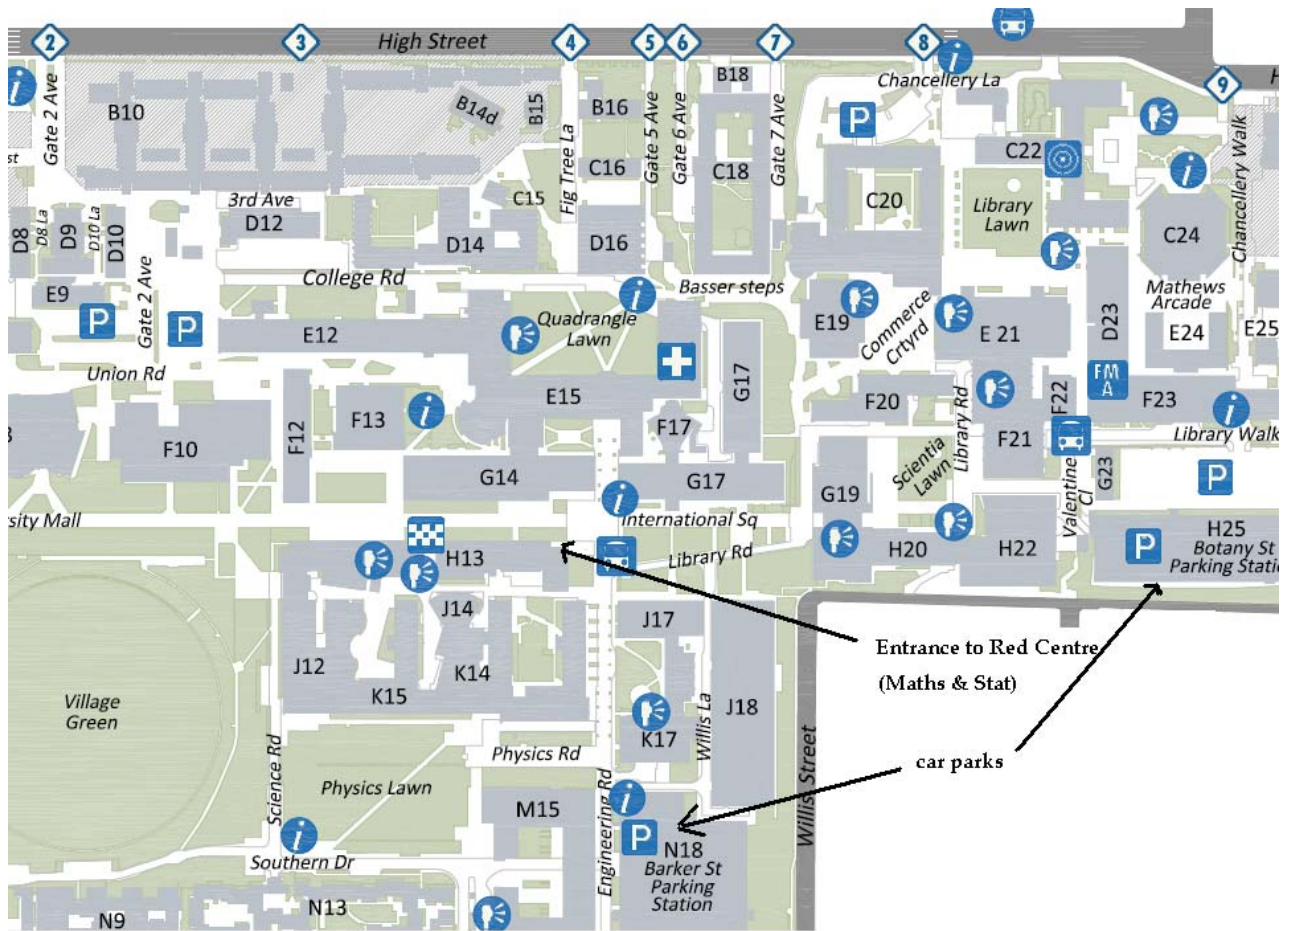 2
3
High Street
4
5
6
7
8
9
H
i
i
Gate 2 Ave
B10
B14d
B15
B16
B18
Chancellery La
P
Gate 5 Ave
Gate 6 Ave
Gate 7 Ave
Fig Tree La
Chancellery Walk
st
C16
C18
C22
i
3rd Ave
C15
C20
Library
Lawn
C24
D8
D8 La
D9
D10 La
D10
D12
D14
D16
College Rd
Basser steps
Mathews
Arcade
E9
P
Gate 2 Ave
P
E12
Quadrangle
Lawn
i
E19
Commerce
Crtyrd
E 21
D23
E24
E25
Union Rd
E15
G17
FM
A
F12
F13
i
F17
F20
Library Rd
F22
F23
i
F10
Library Walk
3
G14
G17
G19
Scientia
Lawn
F21
G23
P
i
Valentine
Cl
rsity Mall
International Sq
H13
Library Rd
H20
H22
H25
P
Botany St
Parking Statio
J14
J17
J12
K14
Entrance to Red Centre
(Maths & Stat)
K15
Village
Green
J18
Willis La
K17
Science Rd
Physics Rd
car parks
Physics Lawn
Engineering Rd
Willis Street
M15
i
P
i
Southern Dr
N18
Barker St
Parking
Station
N13
N9